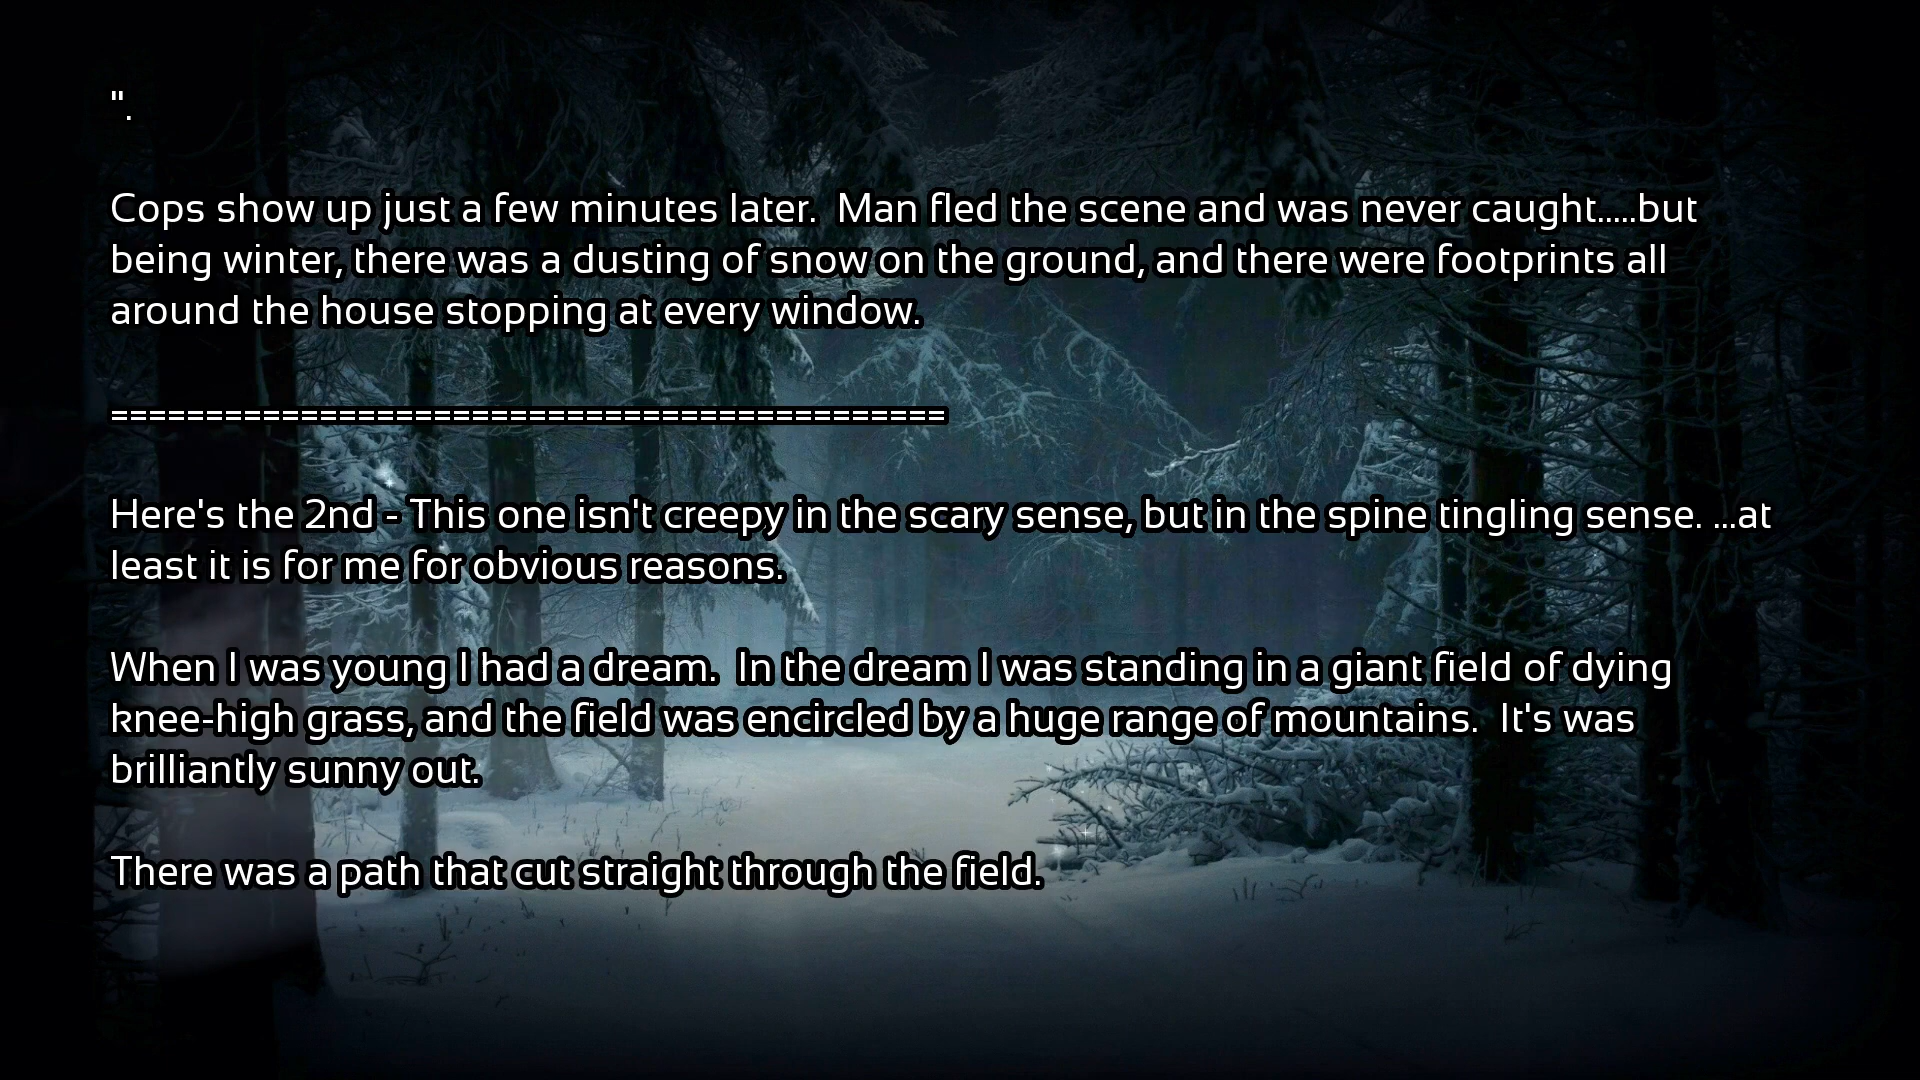 ".
Cops show up just a few minutes later.  Man fled the scene and was never caught.....but
being winter, there was a dusting of snow on the ground, and there were footprints all
around the house stopping at every window.
============================================
Here's the 2nd - This one isn't creepy in the scary sense, but in the spine tingling sense. ...at
least it is for me for obvious reasons.
When I was young I had a dream.  In the dream I was standing in a giant field of dying
knee-high grass, and the field was encircled by a huge range of mountains.  It's was
brilliantly sunny out.
There was a path that cut straight through the field.